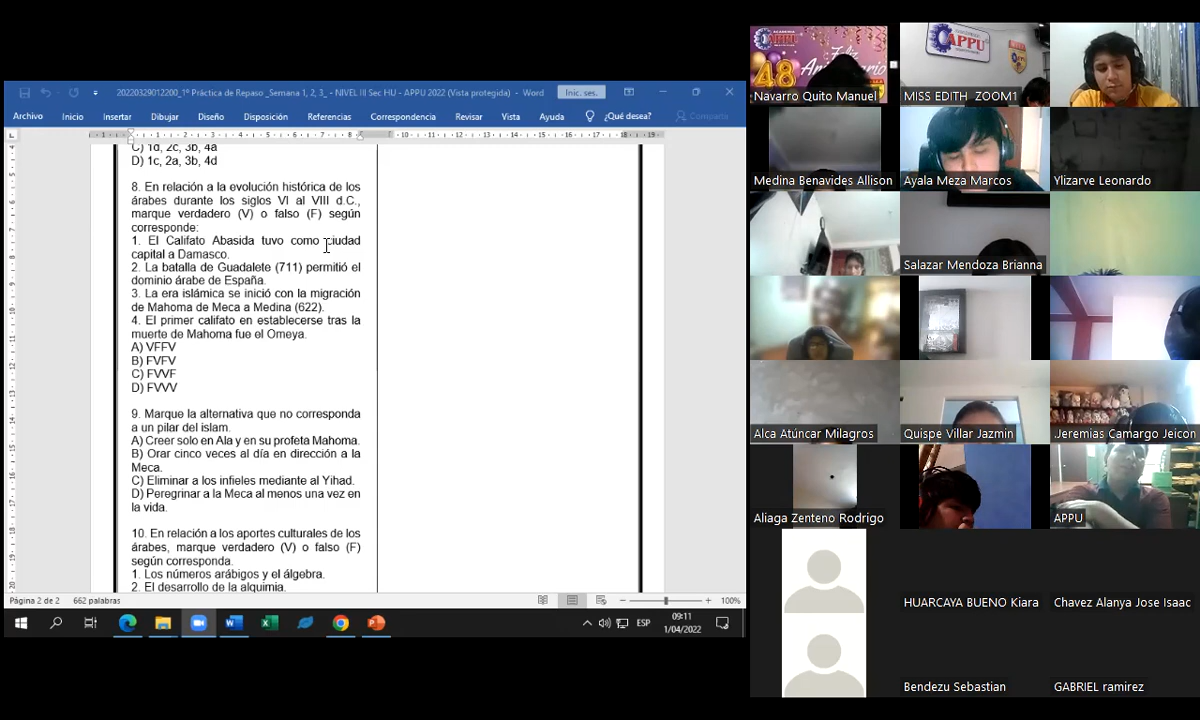 20220329012200_1º Práctica de Repaso _Semana 1, 2, 3_ - NIVEL III Sec HU - APPU 2022 (Vista protegida) - Word
Inic. ses.
Archivo Inicio Insertar Dibujar Diseño Disposición Referencias Correspondencia Revisar Vista Ayuda ¿Qué desea? Compartir
C) 1d, 2c, 3b, 4a
D) 1c, 2a, 3b, 4d
8. En relación a la evolución histórica de los
árabes durante los siglos VI al VIII d.C.,
marque verdadero (V) o falso (F) según
corresponde:
1. El Califato Abasida tuvo como ciudad
capital a Damasco.
2. La batalla de Guadalete (711) permitió el
dominio árabe de España.
3. La era islámica se inició con la migración
de Mahoma de Meca a Medina (622).
4. El primer califato en establecerse tras la
muerte de Mahoma fue el Omeya.
A) VFFV
B) FVFV
C) FVVF
D) FVVV
9. Marque la alternativa que no corresponda
a un pilar del islam.
A) Creer solo en Ala y en su profeta Mahoma.
B) Orar cinco veces al día en dirección a la
Meca.
C) Eliminar a los infieles mediante al Yihad.
D) Peregrinar a la Meca al menos una vez en
la vida.
10. En relación a los aportes culturales de los
árabes, marque verdadero (V) o falso (F)
según corresponda.
1. Los números arábigos y el álgebra.
2. El desarrollo de la alquimia.
Página 2 de 2 662 palabras
100%
ESP
09:11
1/04/2022
APPU
Feliz
48
Aniversario
Navarro Quito Manuel
APPU
MISS EDITH ZOOM1
Medina Benavides Allison
Ayala Meza Marcos
Ylizarve Leonardo
Salazar Mendoza Brianna
Alca Atúncar Milagros
Quispe Villar Jazmin
Jeremias Camargo Jeicon
Aliaga Zenteno Rodrigo
APPU
HUARCAYA BUENO Kiara
Chavez Alanya Jose Isaac
Bendezu Sebastian
GABRIEL ramirez